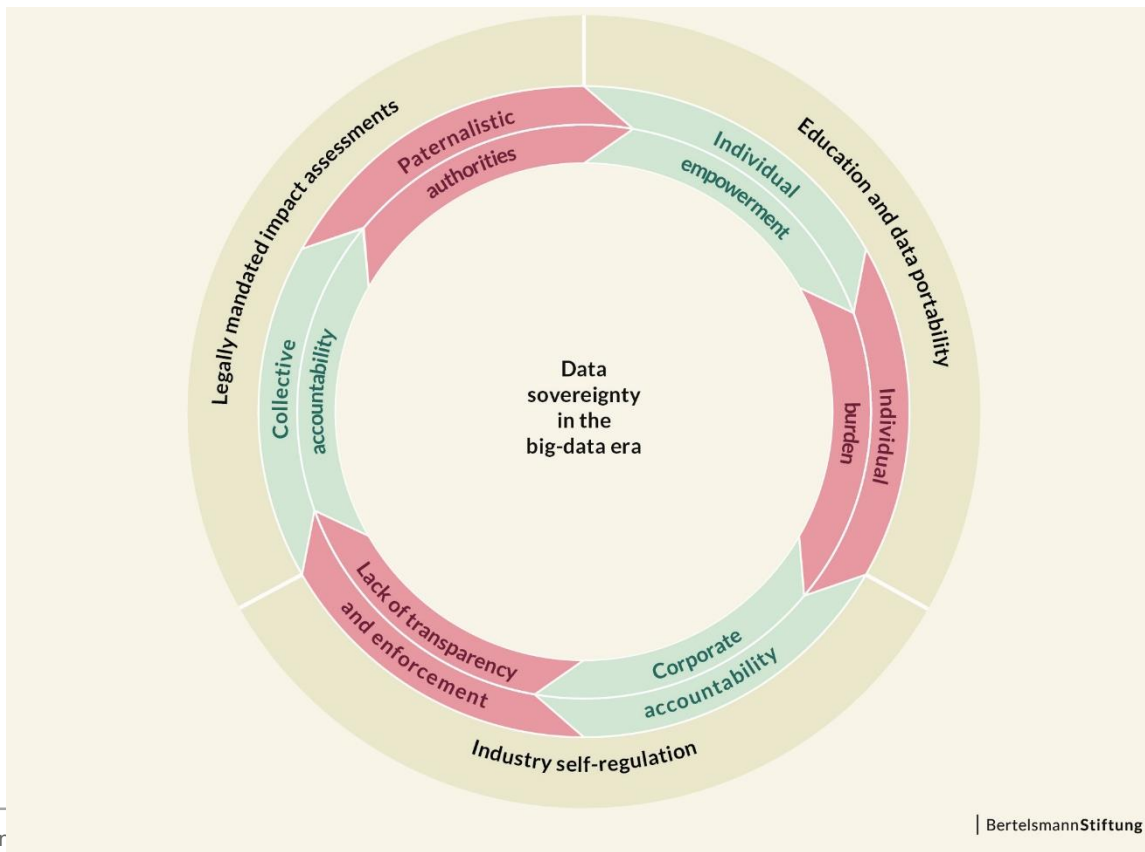 Legally mandated impact assessments
Paternalistic
authorities
Individual
empowerment
Education and data portability
Collective
accountability
Data
sovereignty
in the
big-data era
Individual
burden
Lack of transparency
and enforcement
Corporate
accountability
Industry self-regulation
BertelsmannStiftung